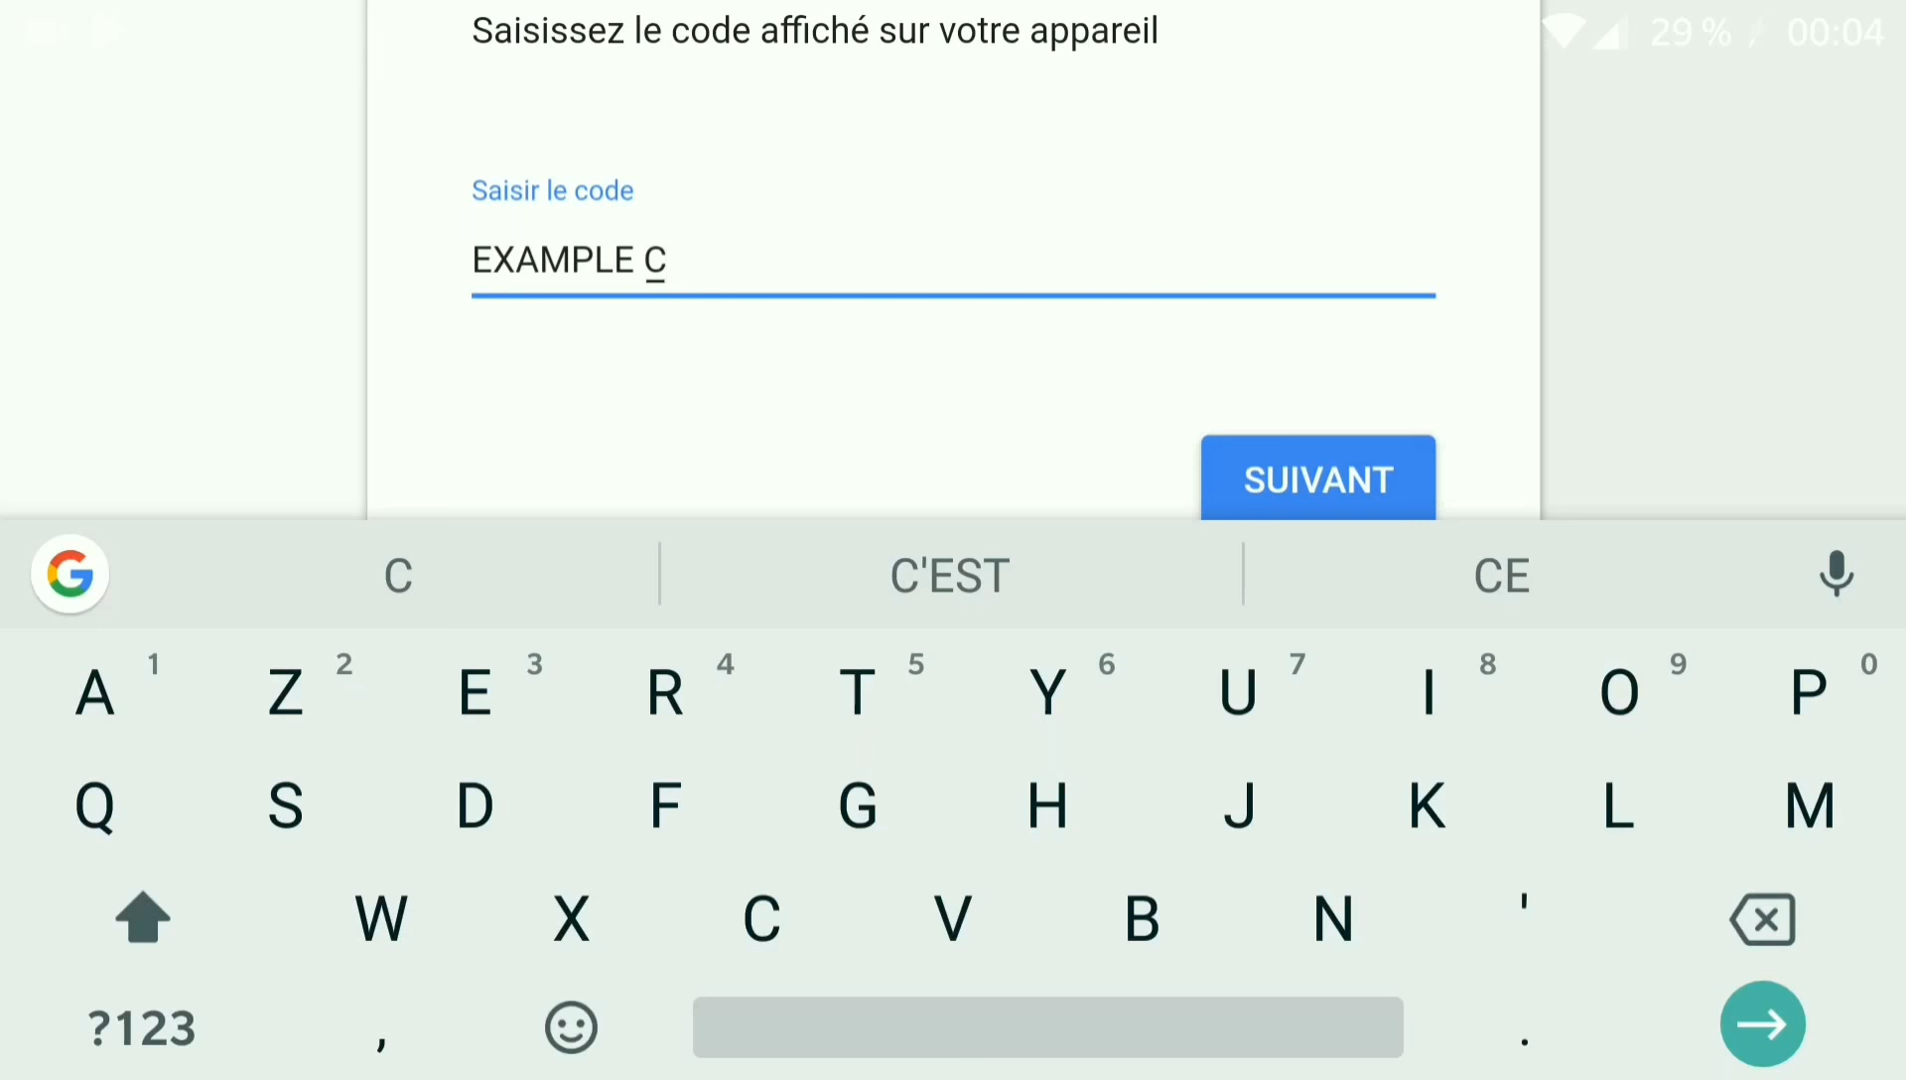 Saisissez le code affiché sur votre appareil
29 % 00:04
Saisir le code
EXAMPLE C
SUIVANT
G C C'EST CE
A 1 Z 2 E 3 R 4 T 5 Y 6 U 7 I 8 O 9 P 0
Q S D F G H J K L M
W X C V B N '
?123 , .